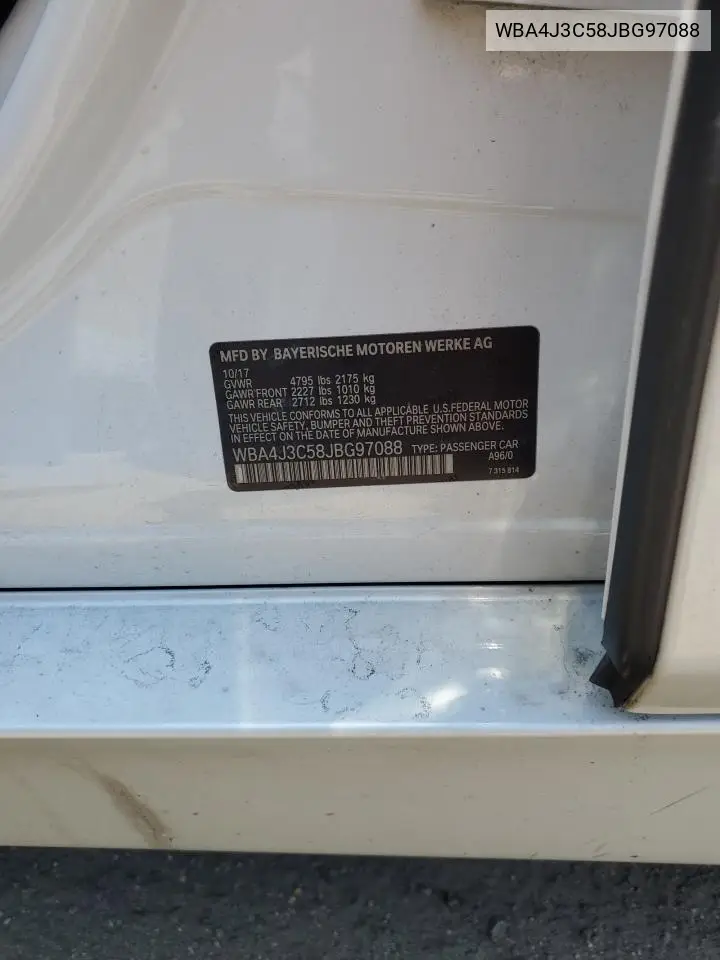 WBA4J3C58JBG97088
MFD BY BAYERISCHE MOTOREN WERKE AG
10/17
GVWR 4795 lbs 2175 kg
GAWR FRONT 2227 lbs 1010 kg
GAWR REAR 2712 lbs 1230 kg
THIS VEHICLE CONFORMS TO ALL APPLICABLE U.S.FEDERAL MOTOR
VEHICLE SAFETY, BUMPER AND THEFT PREVENTION STANDARDS
IN EFFECT ON THE DATE OF MANUFACTURE SHOWN ABOVE.
WBA4J3C58JBG97088 TYPE: PASSENGER CAR
A96/0
7 315 814